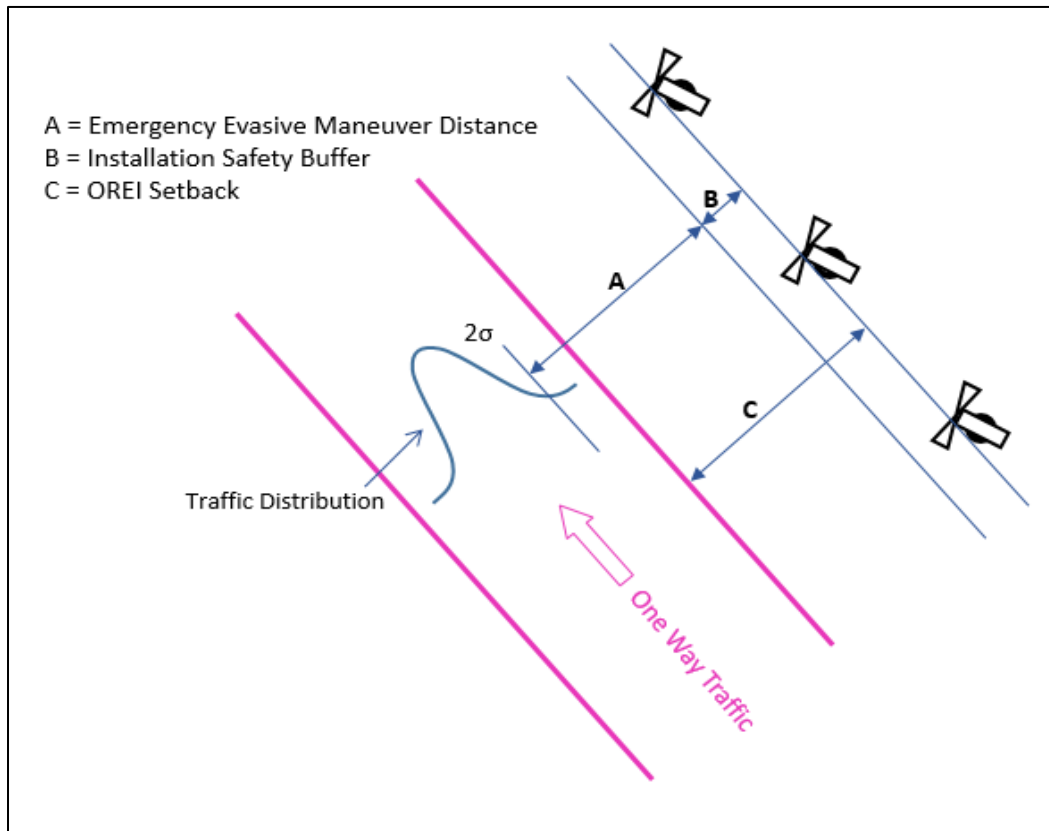 A = Emergency Evasive Maneuver Distance
B = Installation Safety Buffer
C = OREI Setback
B
A
2σ
C
Traffic Distribution
One Way Traffic